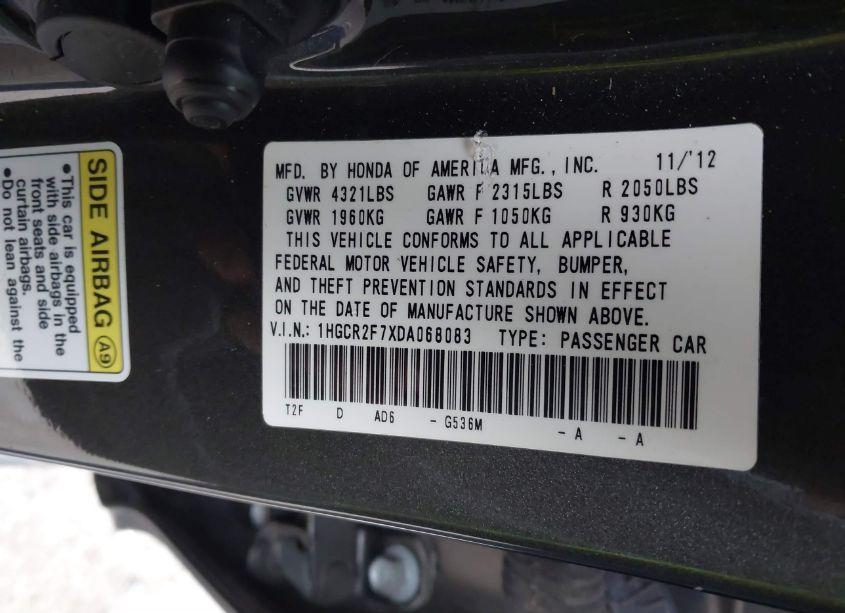 SIDE AIRBAG A9
•This car is equipped
with side airbags in the
front seats and side
curtain airbags.
•Do not lean against the
MFD. BY HONDA OF AMERICA MFG., INC. 11/'12
GVWR 4321LBS GAWR F 2315LBS R 2050LBS
GVWR 1960KG GAWR F 1050KG R 930KG
THIS VEHICLE CONFORMS TO ALL APPLICABLE
FEDERAL MOTOR VEHICLE SAFETY, BUMPER,
AND THEFT PREVENTION STANDARDS IN EFFECT
ON THE DATE OF MANUFACTURE SHOWN ABOVE.
V.I.N.: 1HGCR2F7XDA068083 TYPE: PASSENGER CAR
T2F D AD6 - G536M - A - A